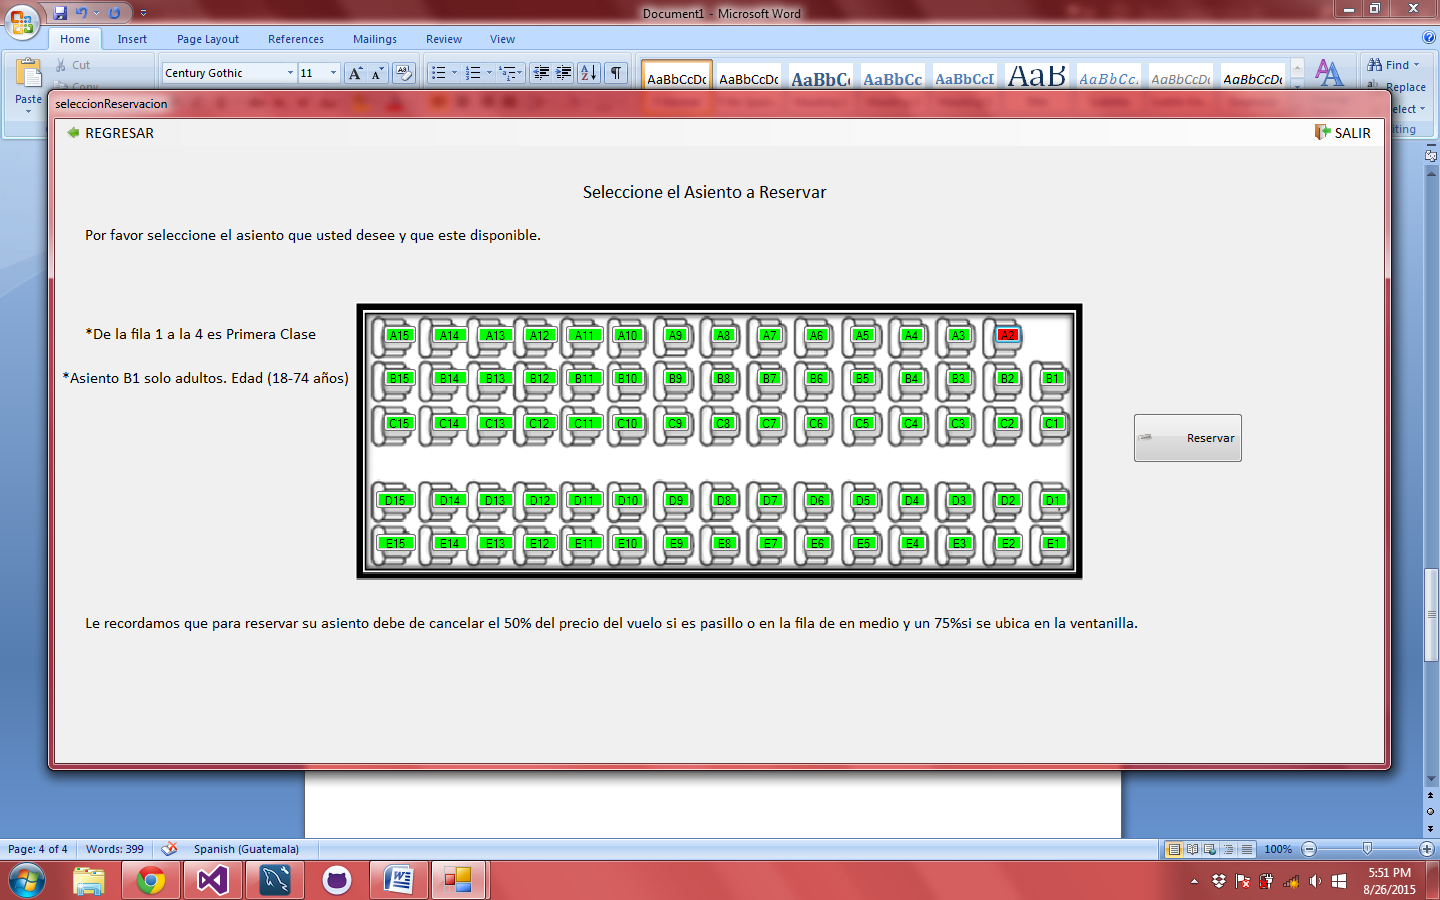 Document1 - Microsoft Word
Home Insert Page Layout References Mailings Review View
Cut
Copy
Paste
Century Gothic 11
AaBbCcDc AaBbCcDc AaBbCc AaBbCc AaBbCcI AaB AaBbCc. AaBbCcDc AaBbCcDc
Find
Replace
seleccionReservacion
REGRESAR SALIR
Seleccione el Asiento a Reservar
Por favor seleccione el asiento que usted desee y que este disponible.
*De la fila 1 a la 4 es Primera Clase
*Asiento B1 solo adultos. Edad (18-74 años)
A15 A14 A13 A12 A11 A10 A9 A8 A7 A6 A5 A4 A3 A2
B15 B14 B13 B12 B11 B10 B9 B8 B7 B6 B5 B4 B3 B2 B1
C15 C14 C13 C12 C11 C10 C9 C8 C7 C6 C5 C4 C3 C2 C1
D15 D14 D13 D12 D11 D10 D9 D8 D7 D6 D5 D4 D3 D2 D1
E15 E14 E13 E12 E11 E10 E9 E8 E7 E6 E5 E4 E3 E2 E1
Reservar
Le recordamos que para reservar su asiento debe de cancelar el 50% del precio del vuelo si es pasillo o en la fila de en medio y un 75%si se ubica en la ventanilla.
Page: 4 of 4 Words: 399 Spanish (Guatemala) 100%
5:51 PM
8/26/2015